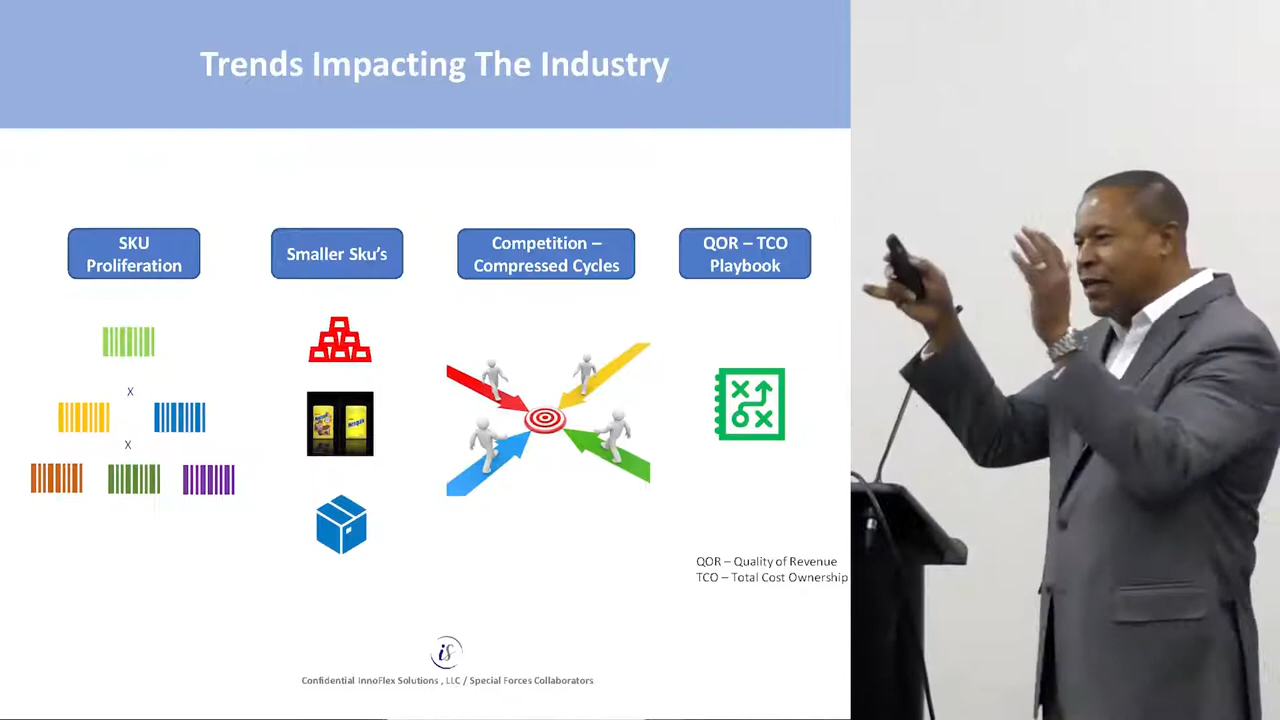 Trends Impacting The Industry
SKU
Proliferation
Smaller Sku's
Competition –
Compressed Cycles
QOR – TCO
Playbook
X
X
QOR – Quality of Revenue
TCO – Total Cost Ownership
iS
Confidential InnoFlex Solutions , LLC / Special Forces Collaborators